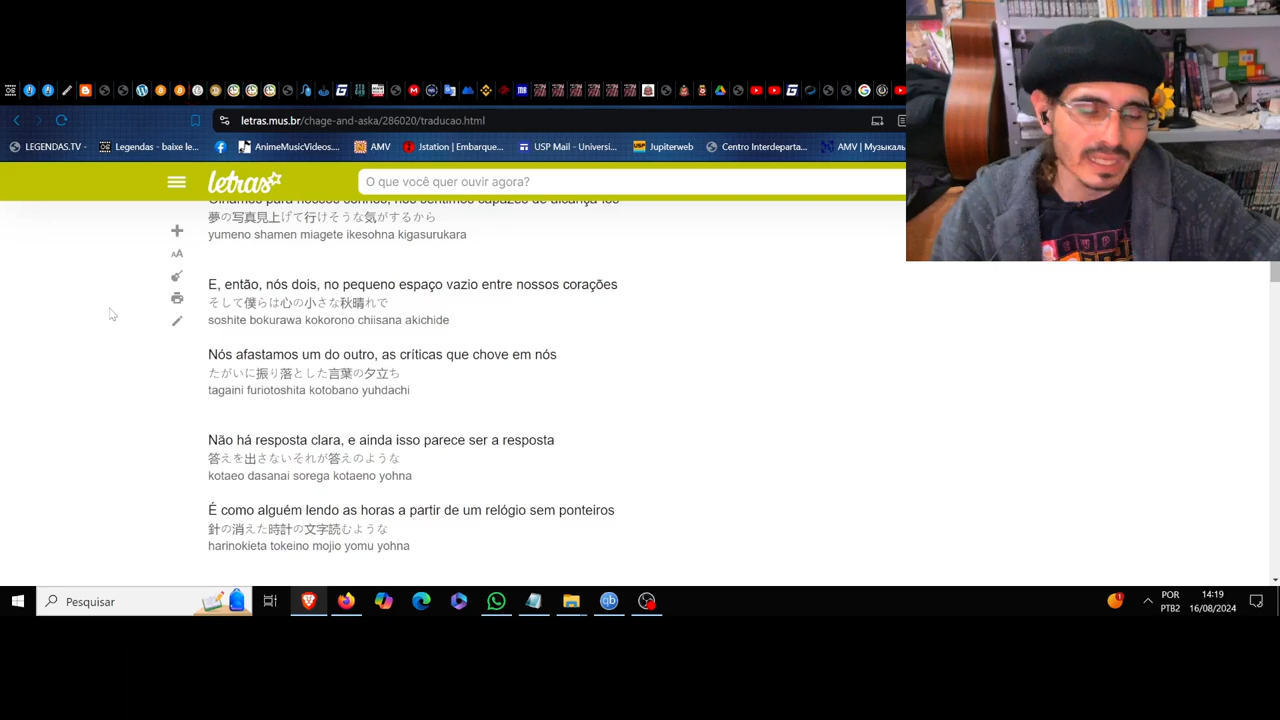 letras.mus.br/chage-and-aska/286020/traducao.html
LEGENDAS.TV
Legendas - baixe le...
AnimeMusicVideos...
AMV
Jstation | Embarque...
USP Mail - Universi...
Jupiterweb
Centro Interdeparta...
AMV | Музыкаль
letras
O que você quer ouvir agora?
夢の写真見上げて行けそうな気がするから
yumeno shamen miagete ikesohna kigasurukara
E, então, nós dois, no pequeno espaço vazio entre nossos corações
そして僕らは心の小さな秋晴れで
soshite bokurawa kokorono chiisana akichide
Nós afastamos um do outro, as críticas que chove em nós
たがいに振り落とした言葉の夕立ち
tagaini furiotoshita kotobano yuhdachi
Não há resposta clara, e ainda isso parece ser a resposta
答えを出さないそれが答えのような
kotaeo dasanai sorega kotaeno yohna
É como alguém lendo as horas a partir de um relógio sem ponteiros
針の消えた時計の文字読むような
harinokieta tokeino mojio yomu yohna
Pesquisar
POR
PTB2
14:19
16/08/2024